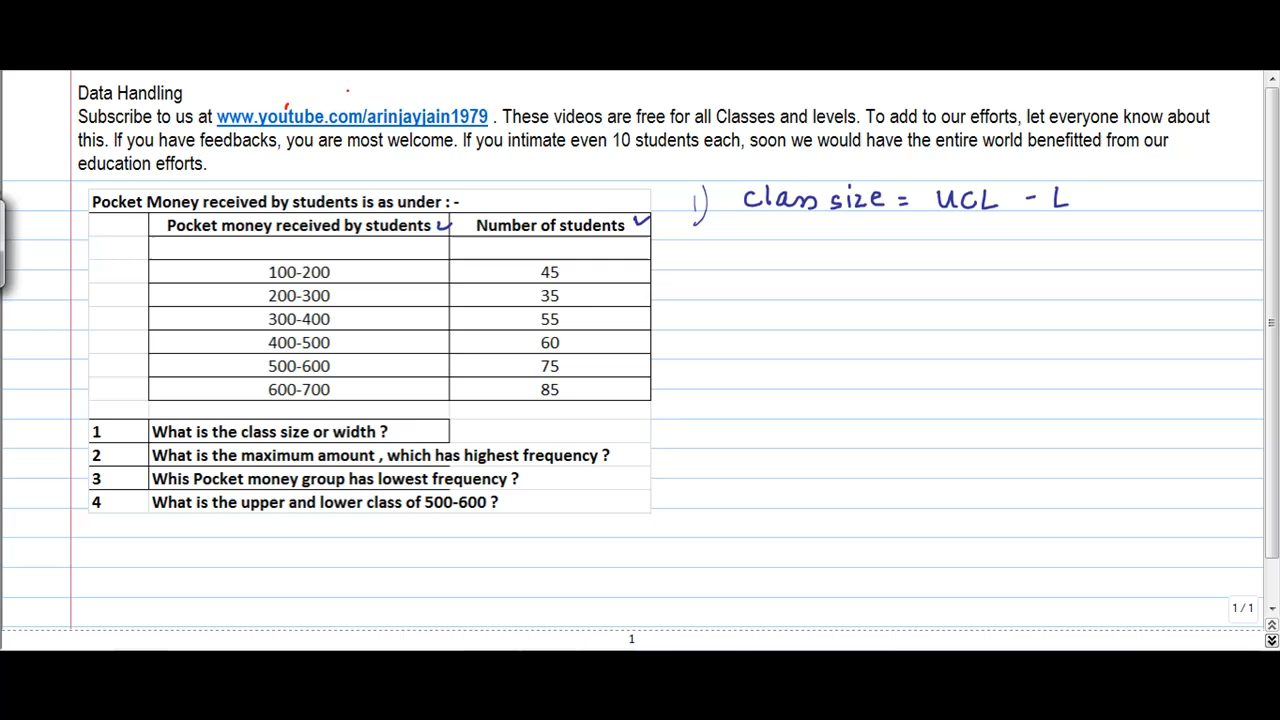 Data Handling
Subscribe to us at www.youtube.com/arinjayjain1979 . These videos are free for all Classes and levels. To add to our efforts, let everyone know about
this. If you have feedbacks, you are most welcome. If you intimate even 10 students each, soon we would have the entire world benefitted from our
education efforts.
Pocket Money received by students is as under : -
Pocket money received by students Number of students
100-200 45
200-300 35
300-400 55
400-500 60
500-600 75
600-700 85
1 What is the class size or width ?
2 What is the maximum amount , which has highest frequency ?
3 Whis Pocket money group has lowest frequency ?
4 What is the upper and lower class of 500-600 ?
1) Class size = UCL - L
1 / 1
1